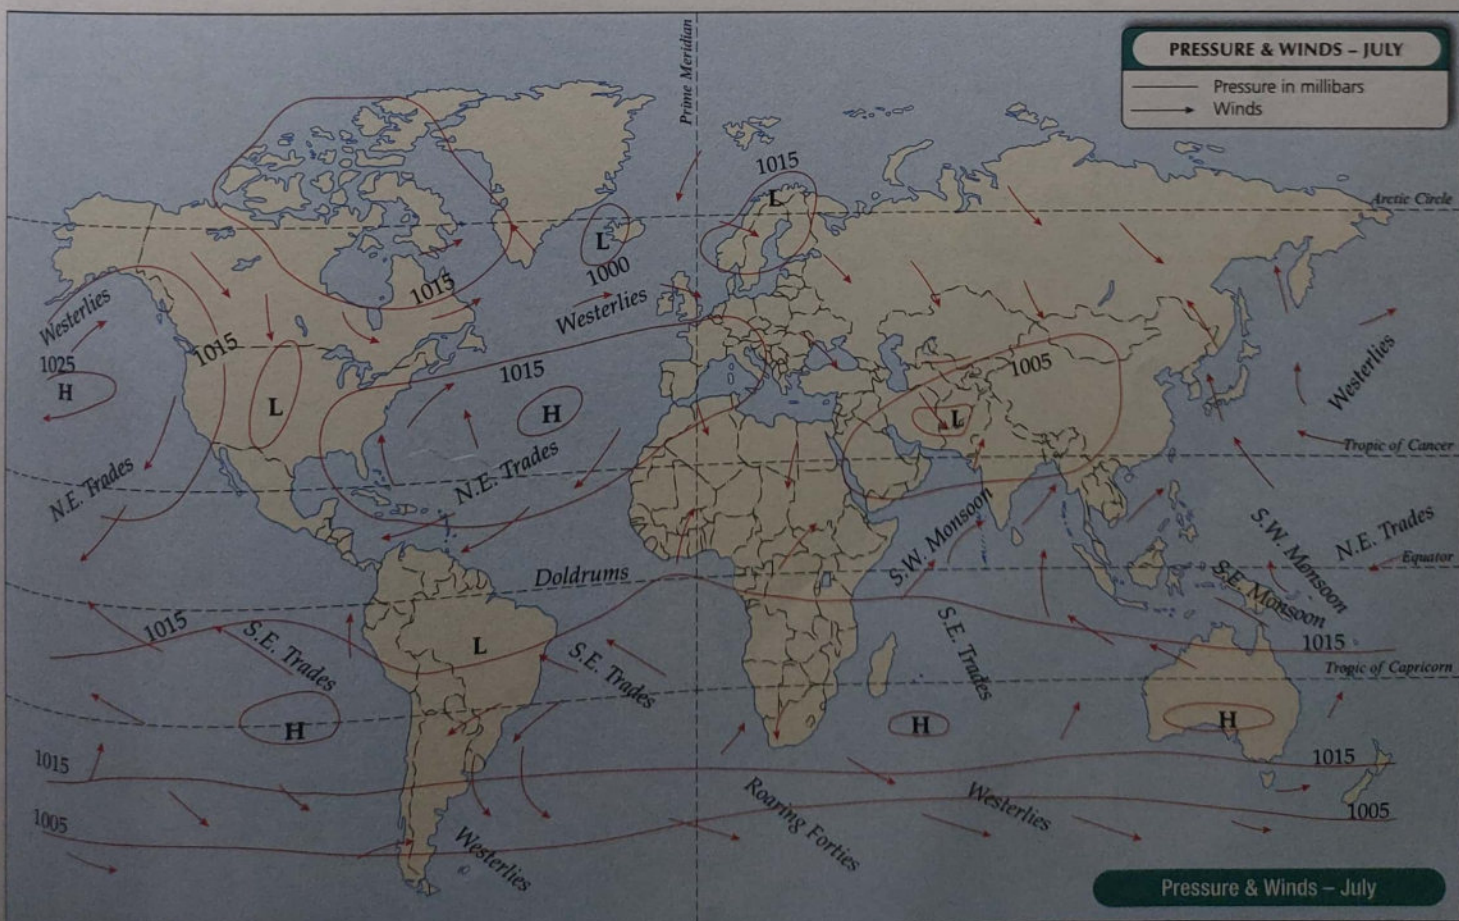 PRESSURE & WINDS – JULY
Pressure in millibars
Winds
Prime Meridian
1015
L
Arctic Circle
L
1000
1015
Westerlies
Westerlies
1015
1025
H
L
1015
H
1005
L
Westerlies
Tropic of Cancer
N.E. Trades
N.E. Trades
S.W. Monsoon
S.W. Monsoon
N.E. Trades
Doldrums
Equator
S.E. Monsoon
1015
S.E. Trades
L
S.E. Trades
S.E. Trades
1015
Tropic of Capricorn
H
H
H
1015
1015
Roaring Forties
Westerlies
1005
1005
Westerlies
Pressure & Winds – July